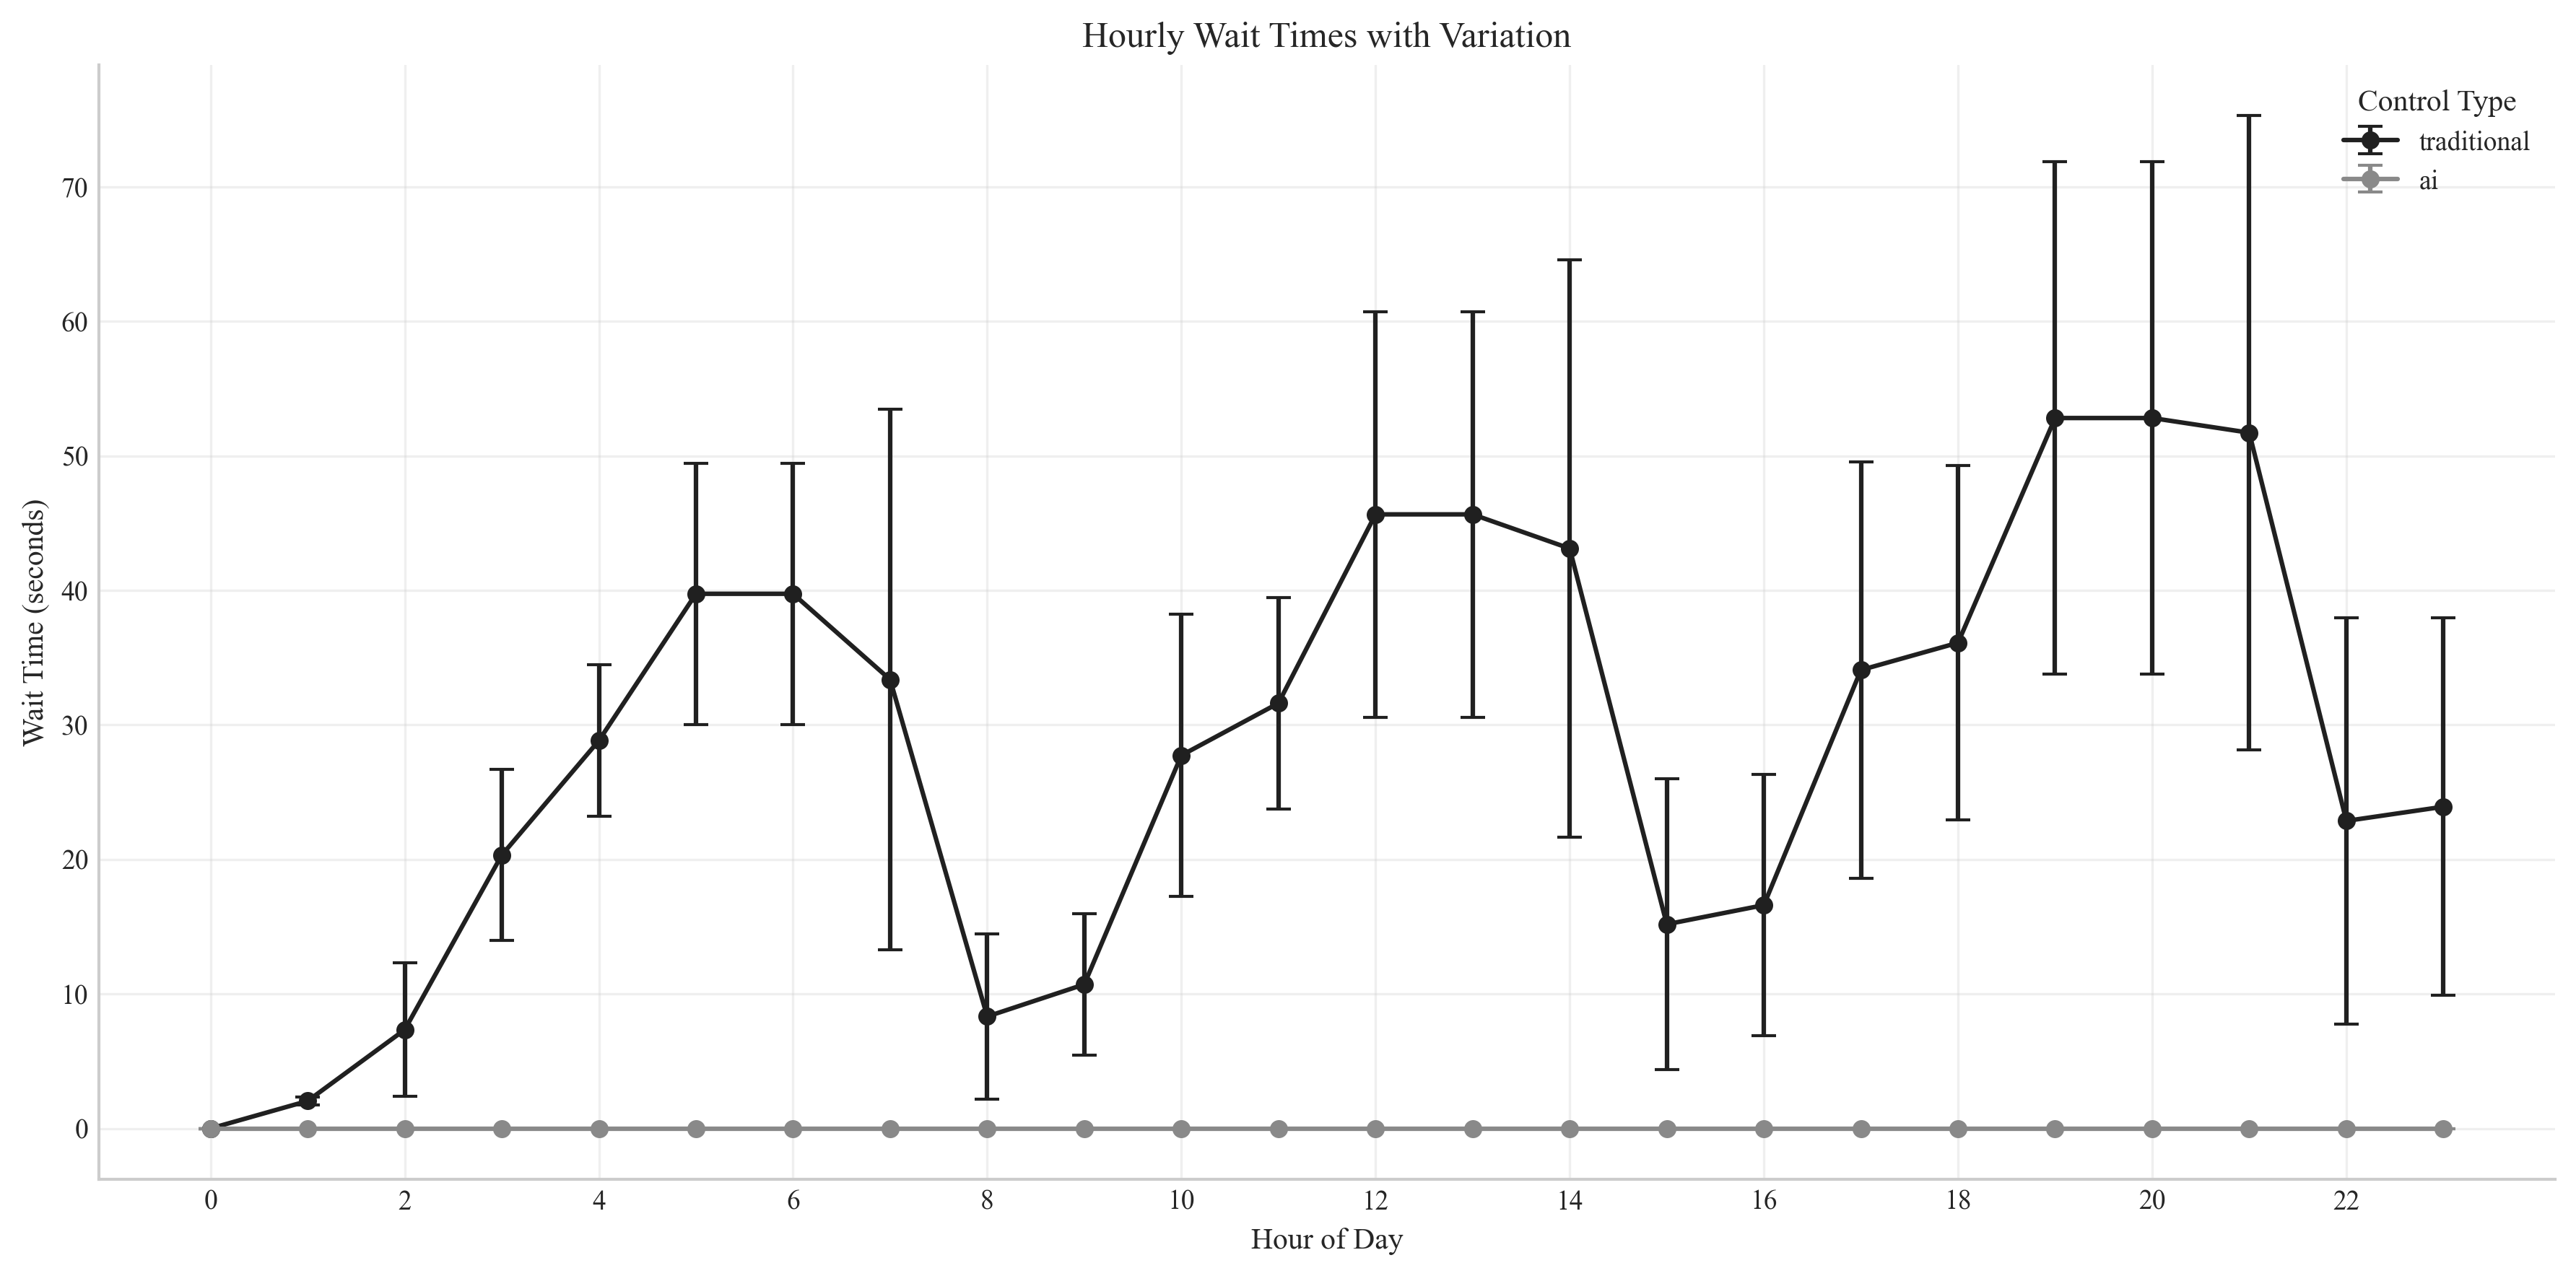 Hourly Wait Times with Variation
Control Type
traditional
ai
70
60
50
40
30
20
10
0
Wait Time (seconds)
0 2 4 6 8 10 12 14 16 18 20 22
Hour of Day